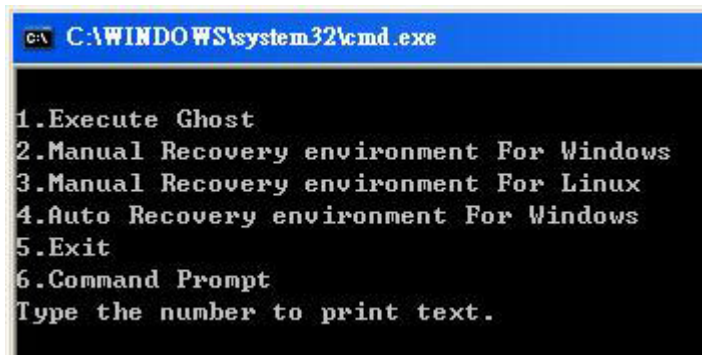 C:\WINDOWS\system32\cmd.exe
1.Execute Ghost
2.Manual Recovery environment For Windows
3.Manual Recovery environment For Linux
4.Auto Recovery environment For Windows
5.Exit
6.Command Prompt
Type the number to print text.